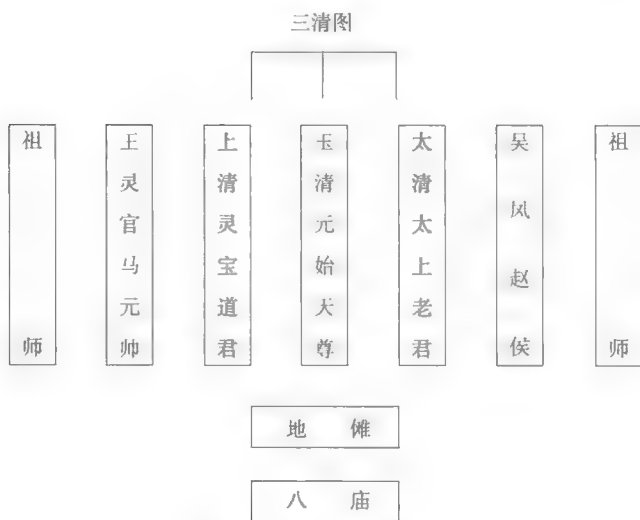 三清图
祖师
王灵官马元帅
上清灵宝道君
玉清元始天尊
太清太上老君
吴风赵侯
祖师
地傩
八庙